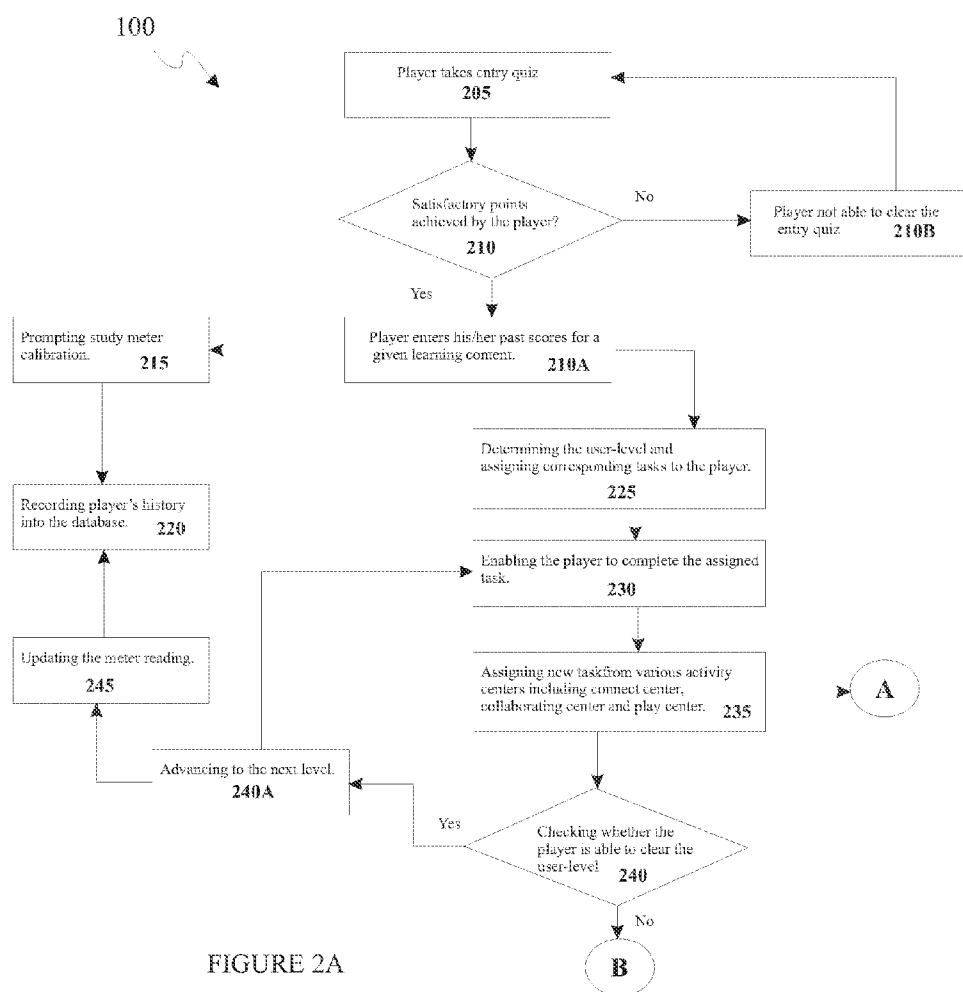 100
Player takes entry quiz
205
Satisfactory points
achieved by the player?
210
No
Player not able to clear the
entry quiz 210B
Yes
Prompting study meter
calibration. 215
Player enters his/her past scores for a
given learning content. 210A
Determining the user-level and
assigning corresponding tasks to the player.
225
Recording player's history
into the database. 220
Enabling the player to complete the assigned
task.
230
Updating the meter reading.
245
Assigning new taskfrom various activity
centers including connect center,
collaborating center and play center. 235
A
Advancing to the next level.
240A
Yes
Checking whether the
player is able to clear the
user-level 240
No
B
FIGURE 2A